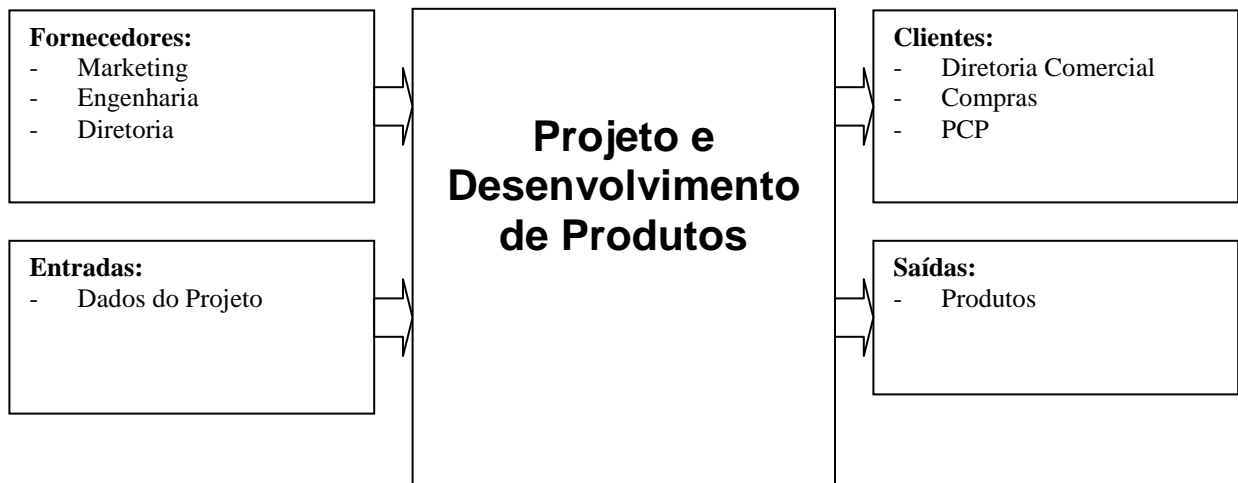 Fornecedores:
- Marketing
- Engenharia
- Diretoria
Entradas:
- Dados do Projeto
Projeto e
Desenvolvimento
de Produtos
Clientes:
- Diretoria Comercial
- Compras
- PCP
Saídas:
- Produtos